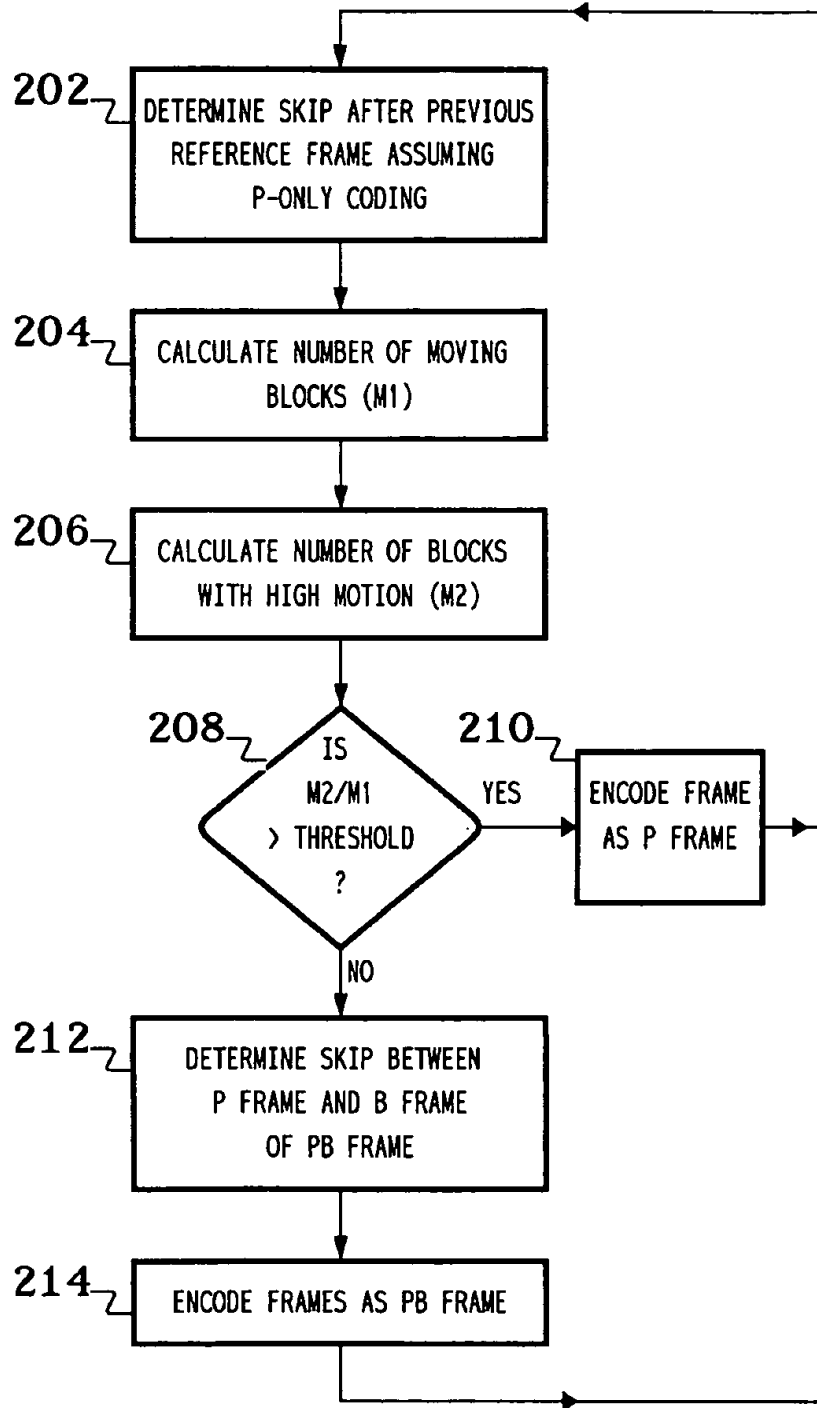 202
DETERMINE SKIP AFTER PREVIOUS
REFERENCE FRAME ASSUMING
P-ONLY CODING
204
CALCULATE NUMBER OF MOVING
BLOCKS (M1)
206
CALCULATE NUMBER OF BLOCKS
WITH HIGH MOTION (M2)
208
IS
M2/M1
> THRESHOLD
?
YES
210
ENCODE FRAME
AS P FRAME
NO
212
DETERMINE SKIP BETWEEN
P FRAME AND B FRAME
OF PB FRAME
214
ENCODE FRAMES AS PB FRAME